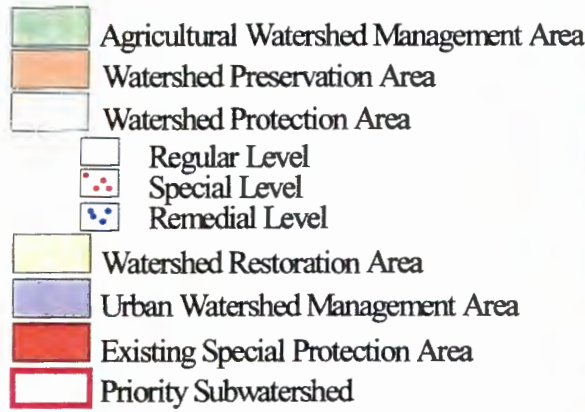 Agricultural Watershed Management Area
Watershed Preservation Area
Watershed Protection Area
Regular Level
Special Level
Remedial Level
Watershed Restoration Area
Urban Watershed Management Area
Existing Special Protection Area
Priority Subwatershed